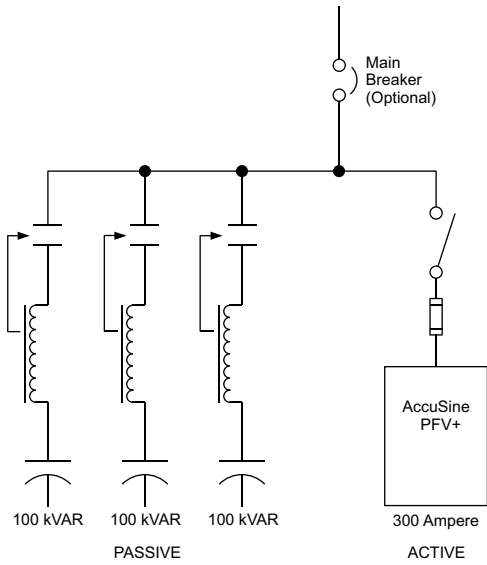 Main
Breaker
(Optional)
AccuSine
PFV+
100 kVAR
100 kVAR
100 kVAR
300 Ampere
PASSIVE
ACTIVE